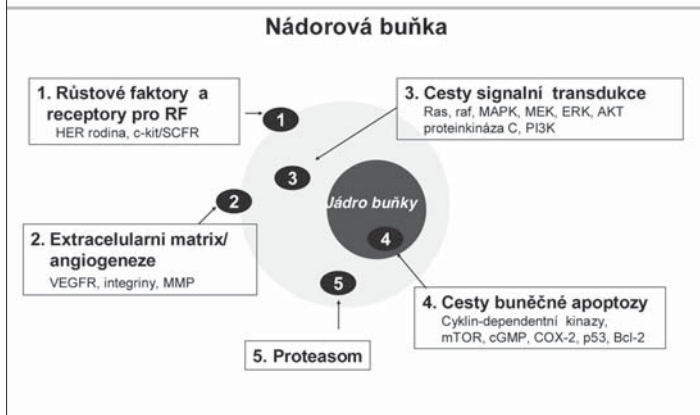 Nádorová buňka
1. Růstové faktory a
receptory pro RF
HER rodina, c-kit/SCFR
3. Cesty signalní transdukce
Ras, raf, MAPK, MEK, ERK, AKT
proteinkináza C, PI3K
1
3
2
Jádro buňky
4
5
2. Extracelularni matrix/
angiogeneze
VEGFR, integriny, MMP
4. Cesty buněčné apoptozy
Cyklin-dependentní kinazy,
mTOR, cGMP, COX-2, p53, Bcl-2
5. Proteasom